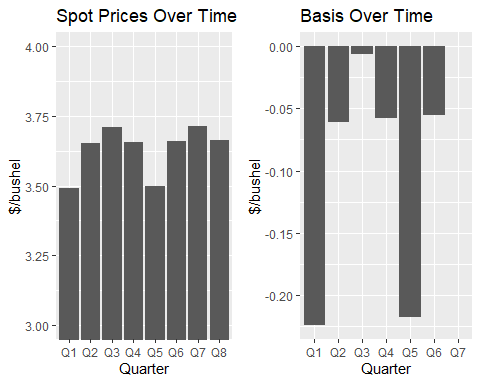 Spot Prices Over Time
$/bushel
4.00
3.75
3.50
3.25
3.00
Q1 Q2 Q3 Q4 Q5 Q6 Q7 Q8
Quarter
Basis Over Time
$/bushel
0.00
-0.05
-0.10
-0.15
-0.20
Q1 Q2 Q3 Q4 Q5 Q6 Q7
Quarter